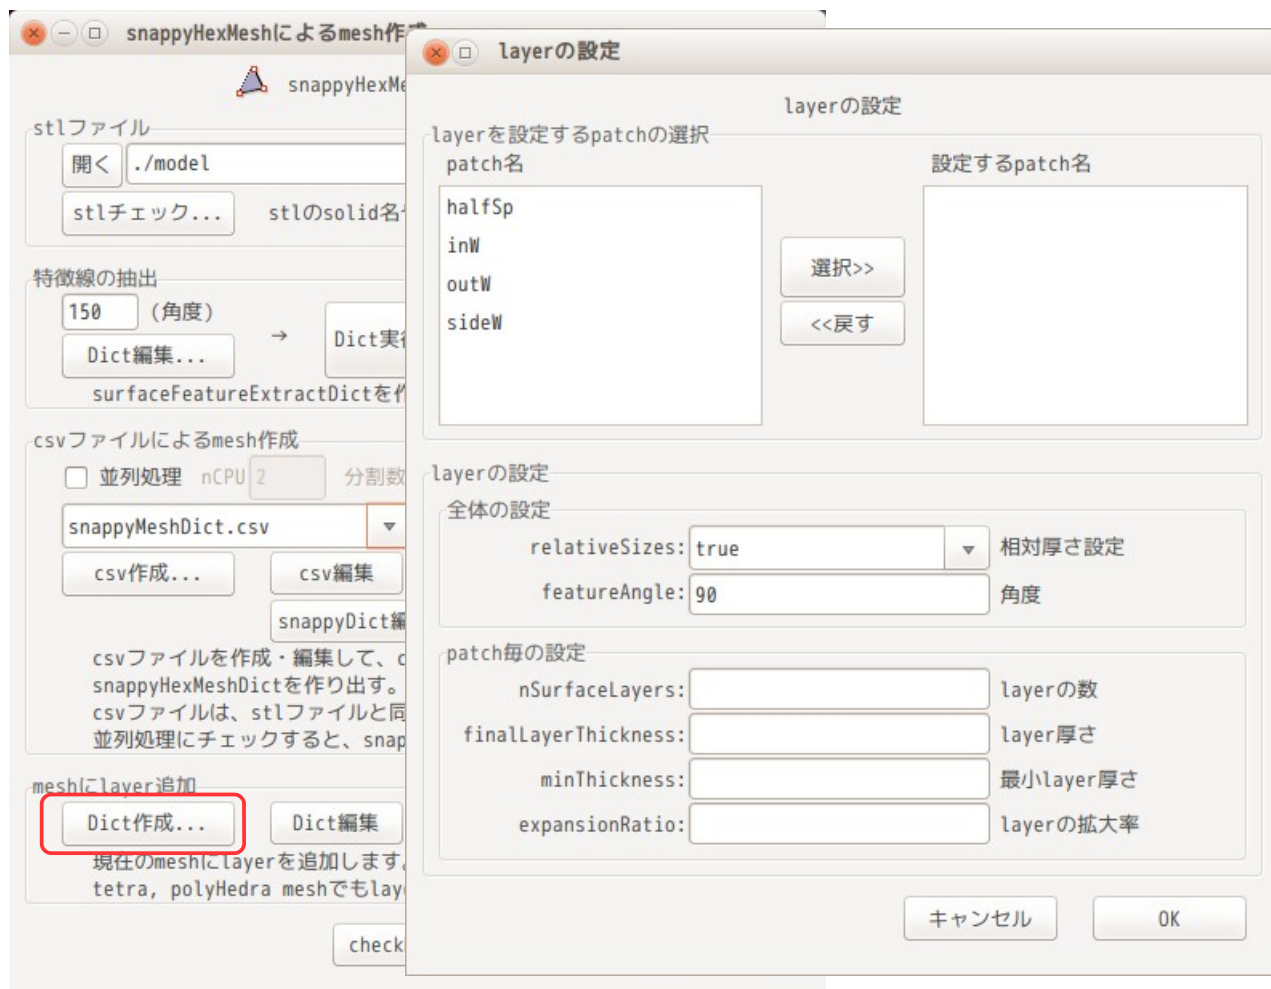 snappyHexMeshによるmesh作成
snappyHexMe
stlファイル
開く ./model
stlチェック... stlのsolid名
特徴線の抽出
150 (角度)
→
Dict実
Dict編集...
surfaceFeatureExtractDictを
csvファイルによるmesh作成
並列処理 nCPU 2 分割数
snappyMeshDict.csv
csv作成... csv編集
snappyDict編
csvファイルを作成・編集して、c
snappyHexMeshDictを作り出す。
csvファイルは、stlファイルと同
並列処理にチェックすると、snap
meshにlayer追加
Dict作成... Dict編集
現在のmeshにlayerを追加します。
tetra, polyHedra meshでもlay
check
layerの設定
layerの設定
layerを設定するpatchの選択
patch名 設定するpatch名
halfSp
inW
outW
sideW
選択>>
<<戻す
layerの設定
全体の設定
relativeSizes: true 相対厚さ設定
featureAngle: 90 角度
patch毎の設定
nSurfaceLayers: layerの数
finalLayerThickness: layer厚さ
minThickness: 最小layer厚さ
expansionRatio: layerの拡大率
キャンセル OK